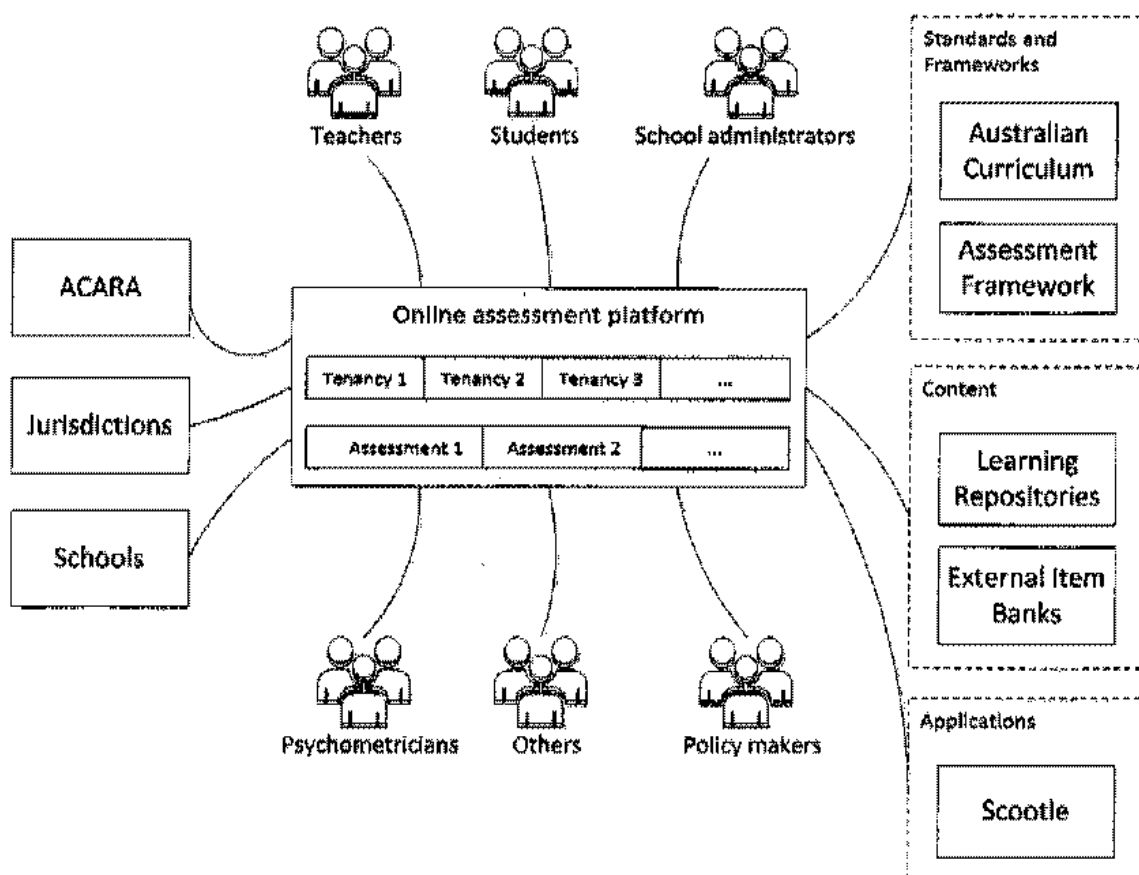 Teachers
Students
School administrators
Standards and
Frameworks
Australian
Curriculum
Assessment
Framework
ACARA
Jurisdictions
Schools
Online assessment platform
Tenancy 1
Tenancy 2
Tenancy 3
...
Assessment 1
Assessment 2
...
Content
Learning
Repositories
External Item
Banks
Psychometricians
Others
Policy makers
Applications
Scootle